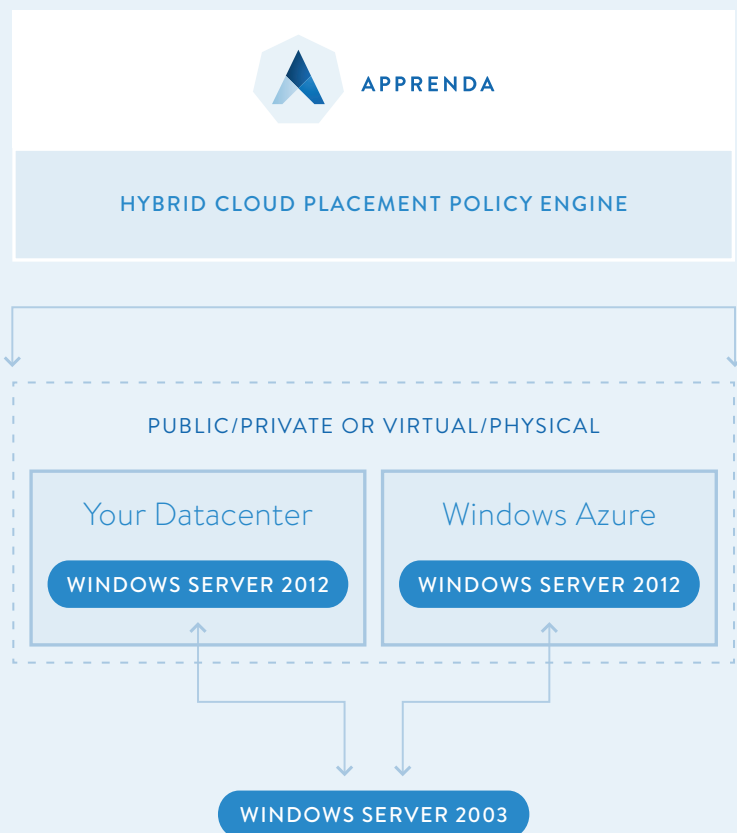 APPRENDA
HYBRID CLOUD PLACEMENT POLICY ENGINE
PUBLIC/PRIVATE OR VIRTUAL/PHYSICAL
Your Datacenter
WINDOWS SERVER 2012
Windows Azure
WINDOWS SERVER 2012
WINDOWS SERVER 2003